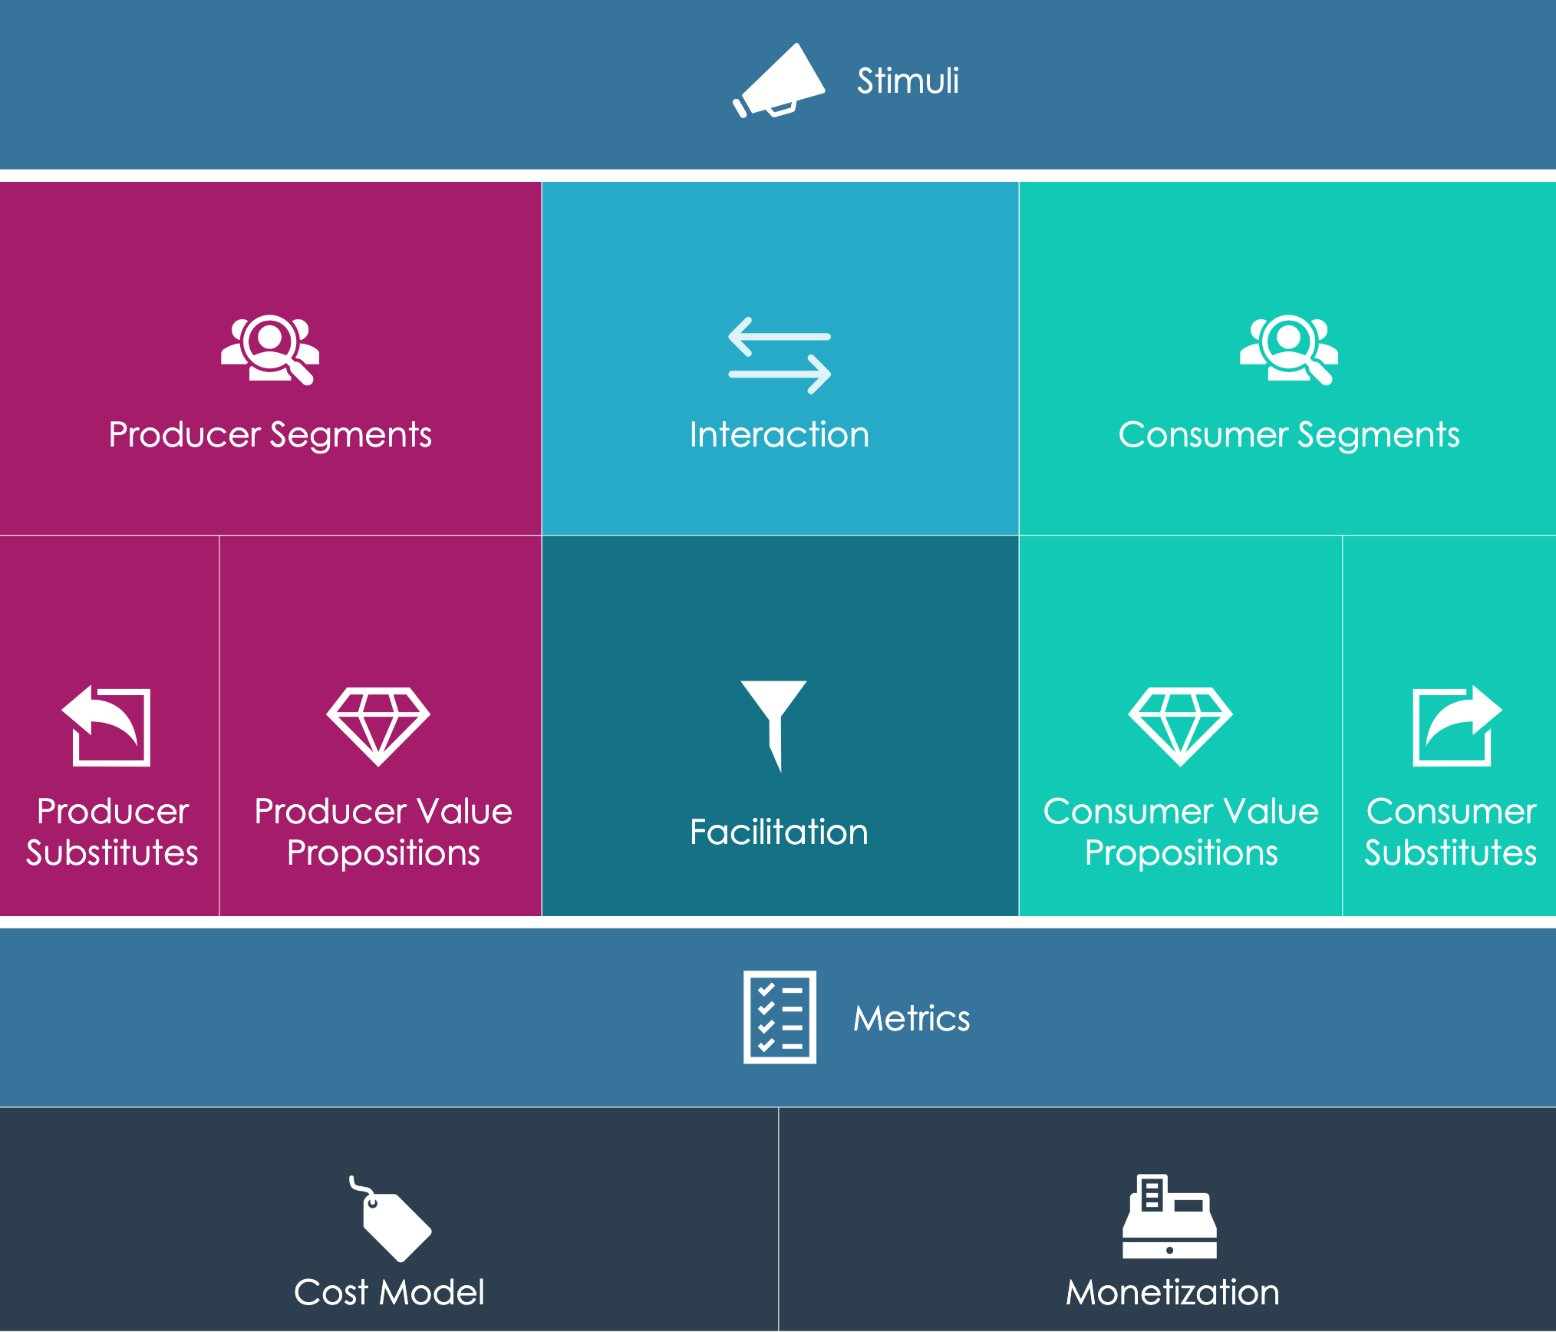 Stimuli
Producer Segments
Interaction
Consumer Segments
Producer
Substitutes
Producer Value
Propositions
Facilitation
Consumer Value
Propositions
Consumer
Substitutes
Metrics
Cost Model
Monetization